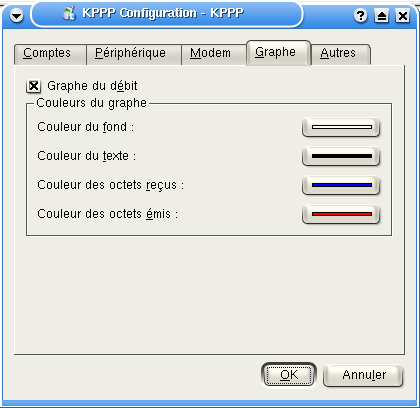 KPPP Configuration - KPPP
Comptes Périphérique Modem Graphe Autres
Graphe du débit
Couleurs du graphe
Couleur du fond :
Couleur du texte :
Couleur des octets reçus :
Couleur des octets émis :
OK Annuler